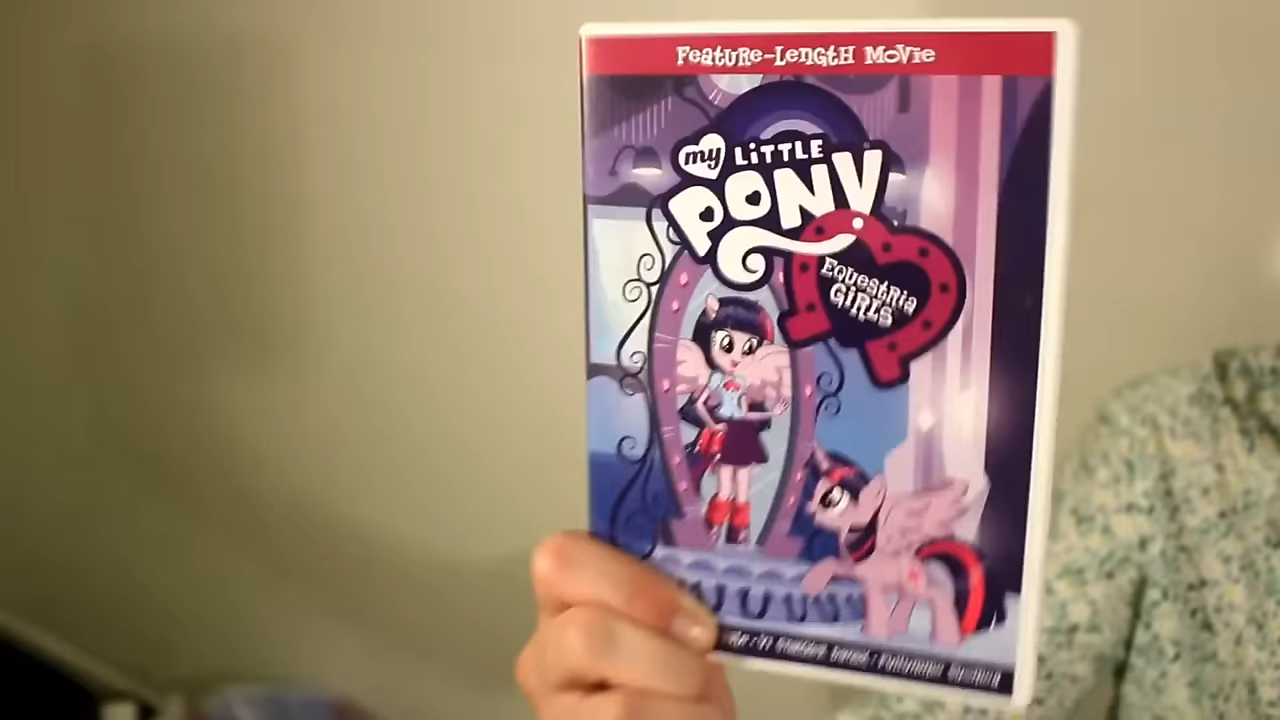 Feature-Length Movie
my LiTTLE
PONY
EQUESTRIA
GiRLS